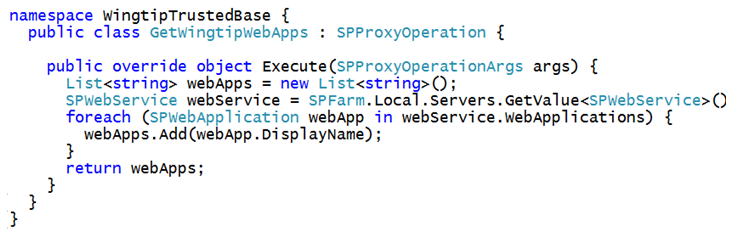 namespace WingtipTrustedBase {
  public class GetWingtipWebApps : SPProxyOperation {
    public override object Execute(SPProxyOperationArgs args) {
      List<string> webApps = new List<string>();
      SPWebService webService = SPFarm.Local.Servers.GetValue<SPWebService>()
      foreach (SPWebApplication webApp in webService.WebApplications) {
        webApps.Add(webApp.DisplayName);
      }
      return webApps;
    }
  }
}